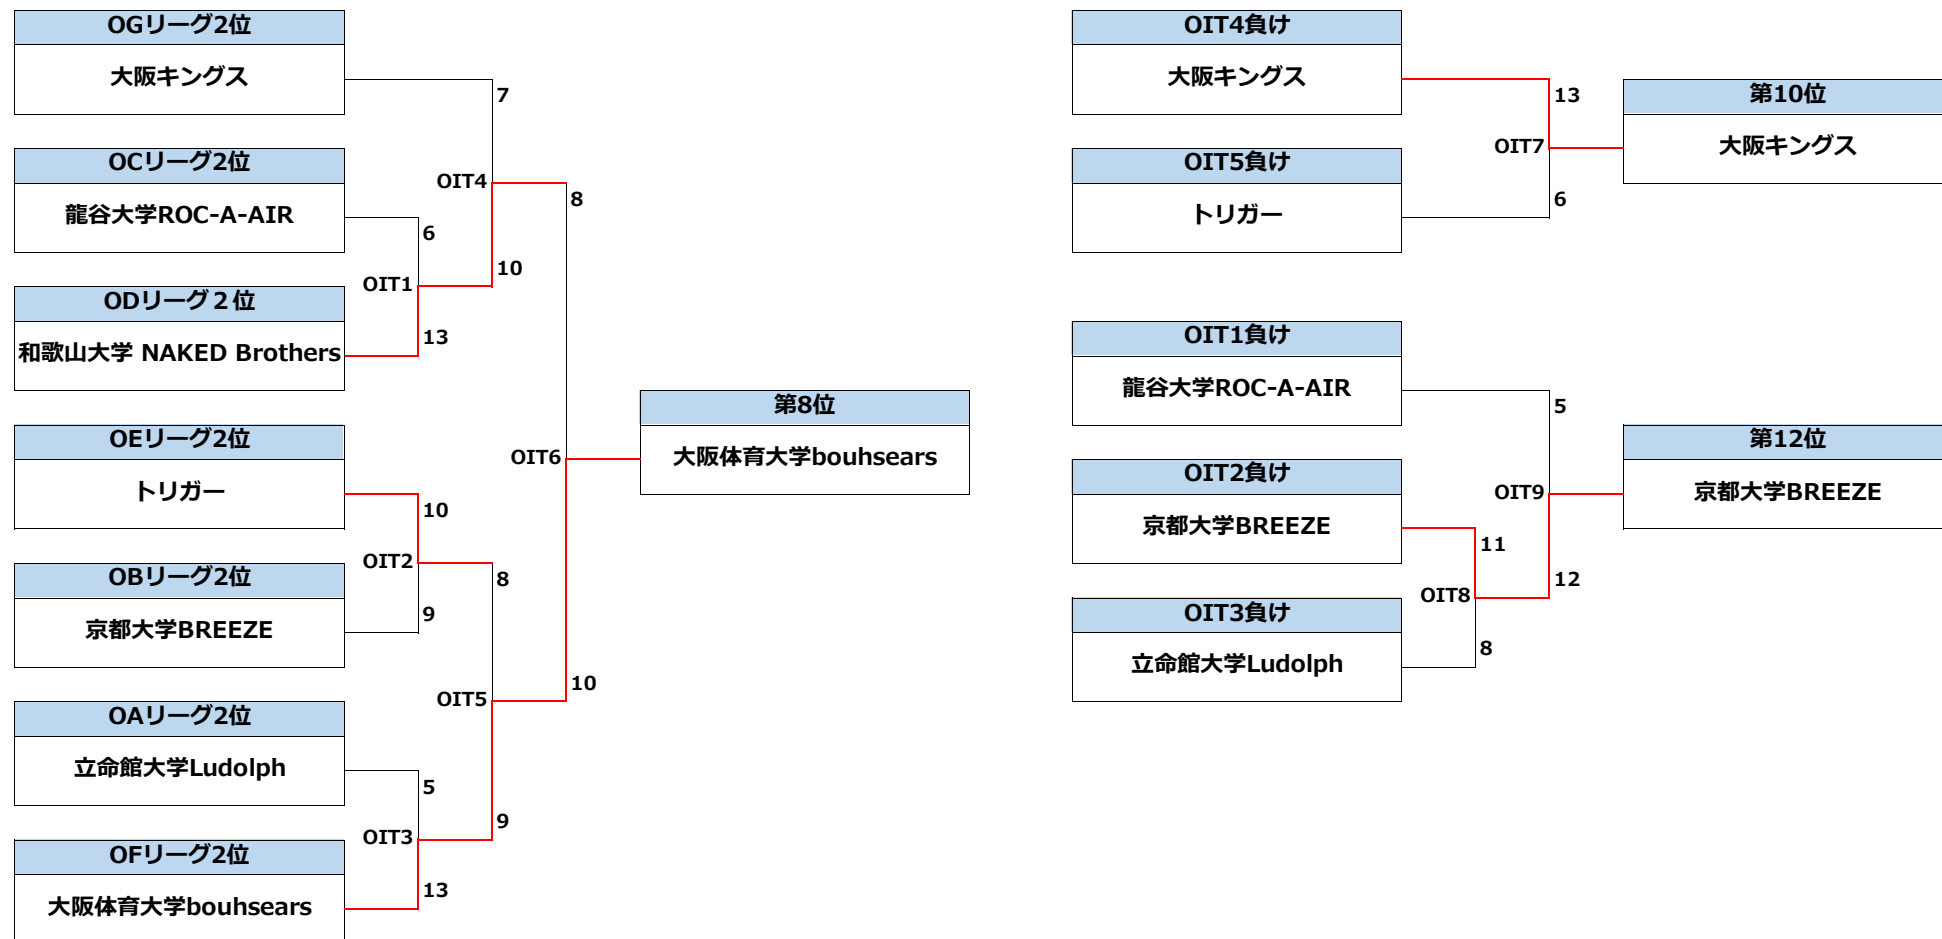 OGリーグ2位
大阪キングス
7
OCリーグ2位
OIT4
龍谷大学ROC-A-AIR
8
6
10
OIT1
ODリーグ２位
13
和歌山大学 NAKED Brothers
第8位
OEリーグ2位
OIT6
大阪体育大学bouhsears
トリガー
10
OIT2
OBリーグ2位
8
9
京都大学BREEZE
10
OIT5
OAリーグ2位
立命館大学Ludolph
5
9
OIT3
OFリーグ2位
13
大阪体育大学bouhsears
OIT4負け
大阪キングス
13
第10位
OIT7
大阪キングス
OIT5負け
6
トリガー
OIT1負け
龍谷大学ROC-A-AIR
5
第12位
OIT2負け
OIT9
京都大学BREEZE
京都大学BREEZE
11
12
OIT8
OIT3負け
8
立命館大学Ludolph